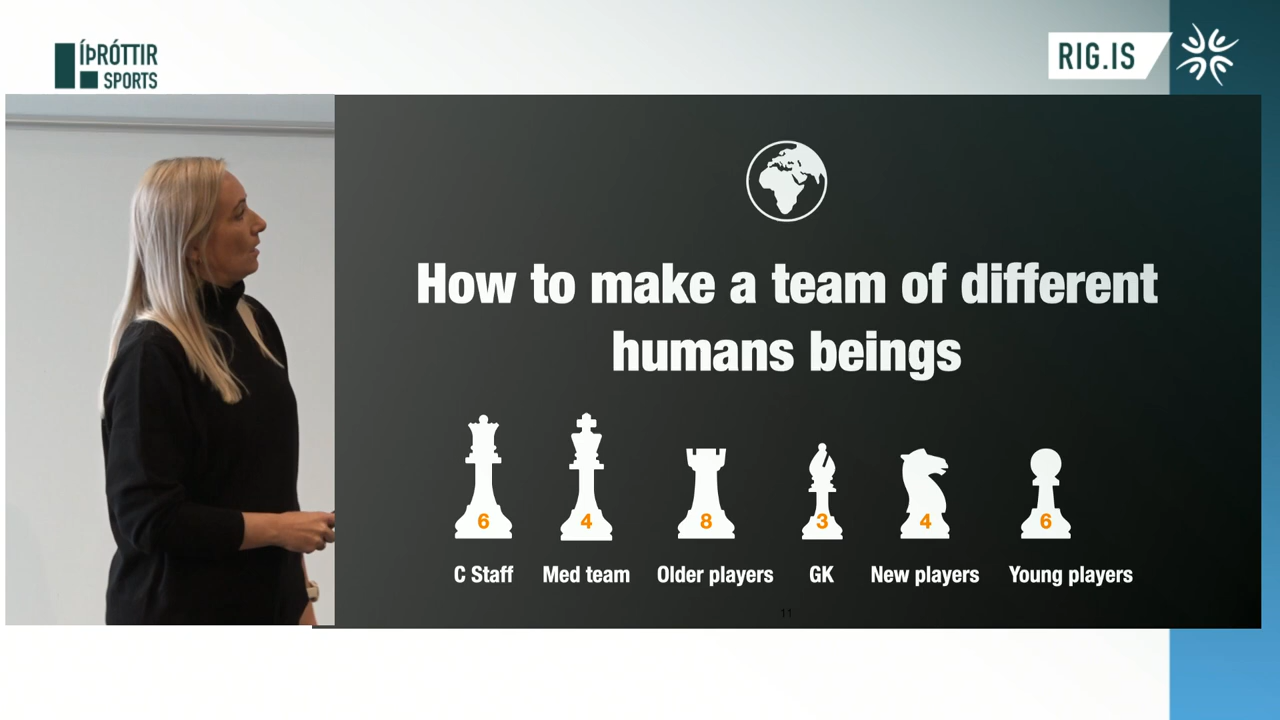 ÍÞRÓTTIR
SPORTS
RIG.IS
How to make a team of different
humans beings
6
4
8
3
4
6
C Staff
Med team
Older players
GK
New players
Young players
11